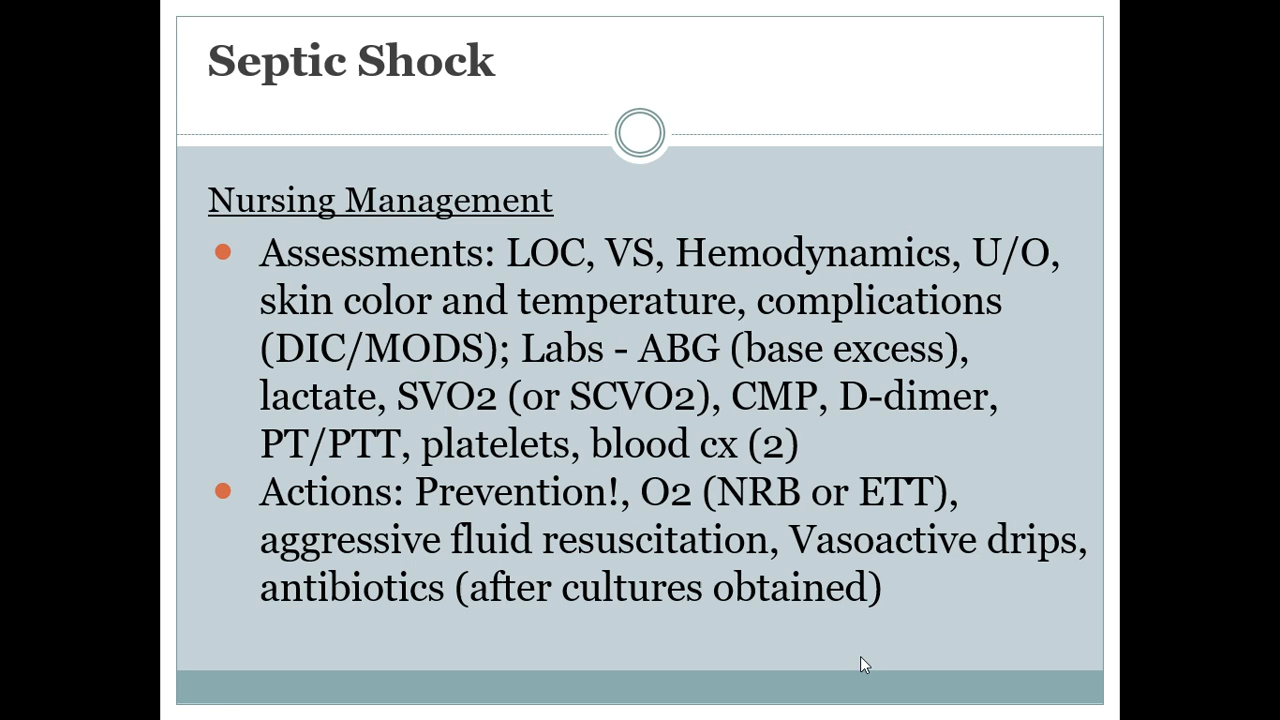 Septic Shock
Nursing Management
Assessments: LOC, VS, Hemodynamics, U/O,
skin color and temperature, complications
(DIC/MODS); Labs - ABG (base excess),
lactate, SVO2 (or SCVO2), CMP, D-dimer,
PT/PTT, platelets, blood cx (2)
Actions: Prevention!, O2 (NRB or ETT),
aggressive fluid resuscitation, Vasoactive drips,
antibiotics (after cultures obtained)